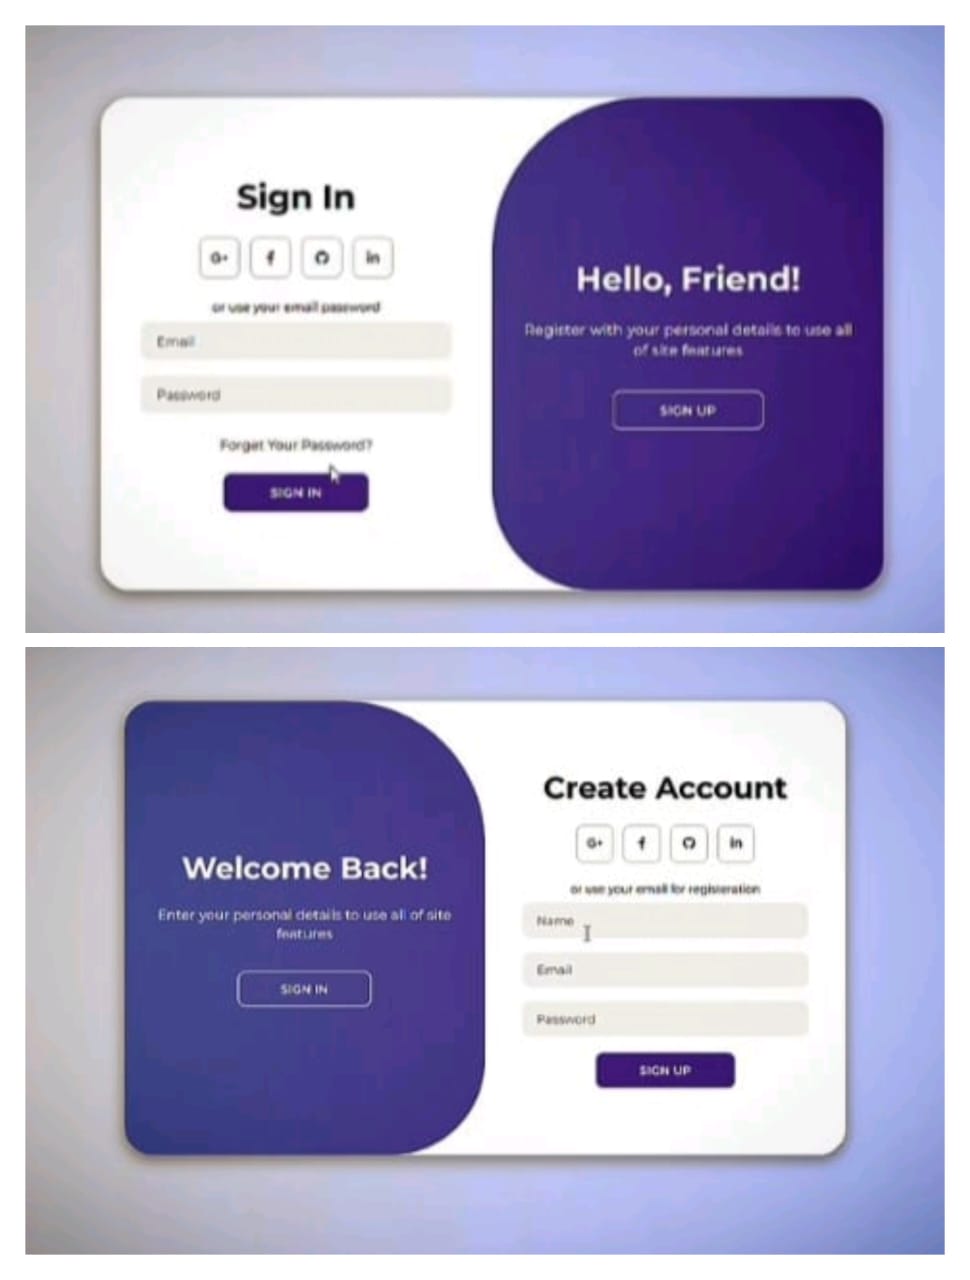 Sign In
G+ f in
or use your email password
Email
Password
Forget Your Password?
SIGN IN
Hello, Friend!
Register with your personal details to use all
of site features
SIGN UP
Welcome Back!
Enter your personal details to use all of site
features
SIGN IN
Create Account
G+ f in
or use your email for registeration
Name
Email
Password
SIGN UP